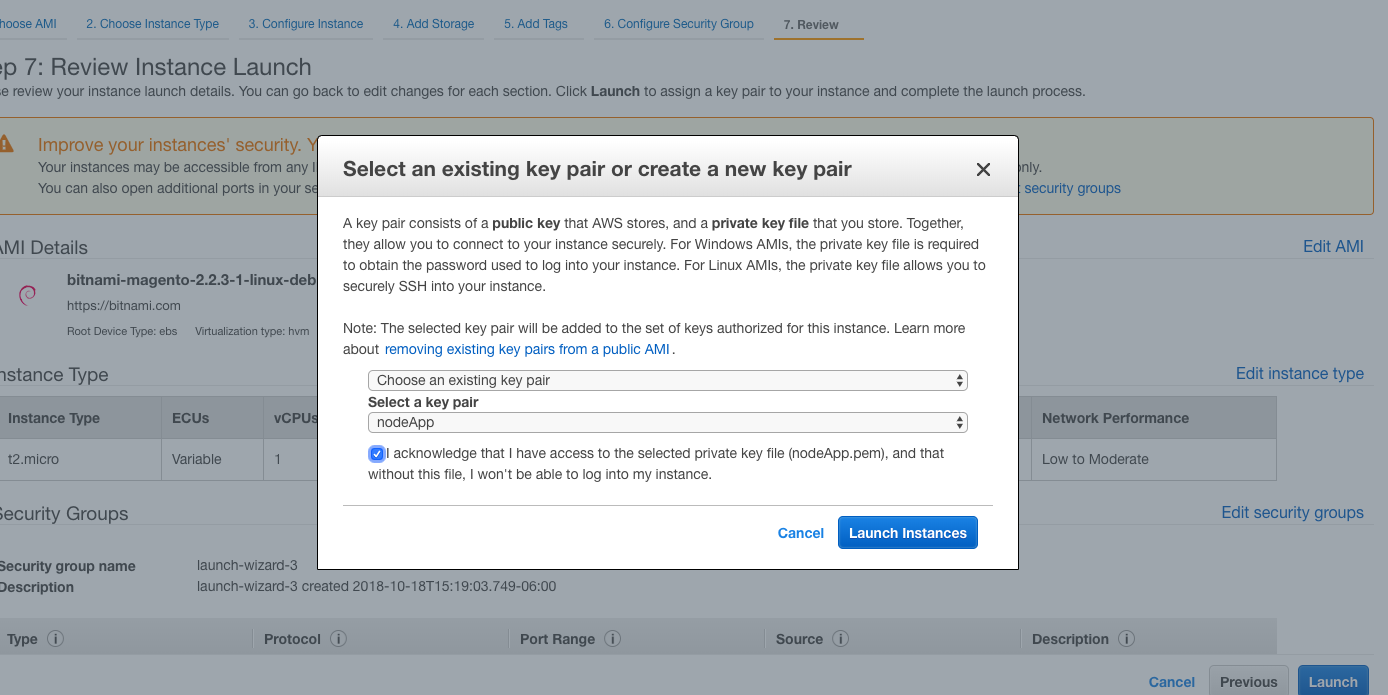 hoose AMI 2. Choose Instance Type 3. Configure Instance 4. Add Storage 5. Add Tags 6. Configure Security Group 7. Review
ep 7: Review Instance Launch
se review your instance launch details. You can go back to edit changes for each section. Click Launch to assign a key pair to your instance and complete the launch process.
Improve your instances' security. Y
Your instances may be accessible from any I
only.
You can also open additional ports in your se
security groups
Select an existing key pair or create a new key pair
A key pair consists of a public key that AWS stores, and a private key file that you store. Together,
they allow you to connect to your instance securely. For Windows AMIs, the private key file is required
to obtain the password used to log into your instance. For Linux AMIs, the private key file allows you to
securely SSH into your instance.
Note: The selected key pair will be added to the set of keys authorized for this instance. Learn more
about removing existing key pairs from a public AMI .
Choose an existing key pair
Select a key pair
nodeApp
I acknowledge that I have access to the selected private key file (nodeApp.pem), and that
without this file, I won't be able to log into my instance.
Cancel Launch Instances
AMI Details Edit AMI
bitnami-magento-2.2.3-1-linux-deb
https://bitnami.com
Root Device Type: ebs Virtualization type: hvm
nstance Type Edit instance type
Instance Type ECUs vCPUs Network Performance
t2.micro Variable 1 Low to Moderate
Security Groups Edit security groups
Security group name launch-wizard-3
Description launch-wizard-3 created 2018-10-18T15:19:03.749-06:00
Type Protocol Port Range Source Description
Cancel Previous Launch